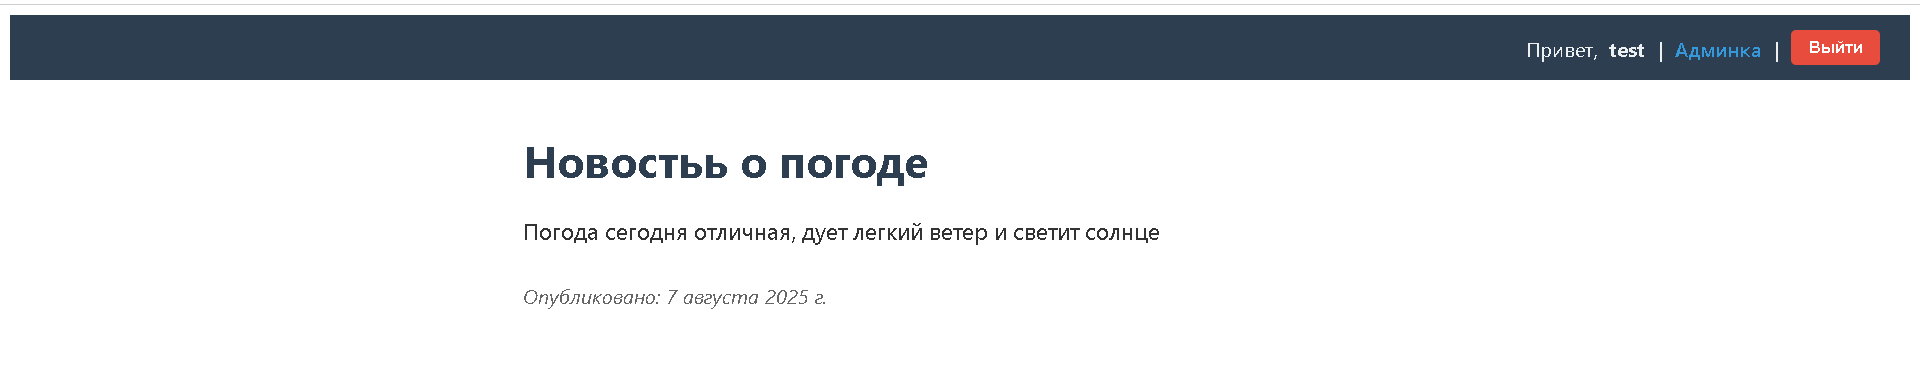 Привет, test | Админка | Выйти
Новостьь о погоде
Погода сегодня отличная, дует легкий ветер и светит солнце
Опубликовано: 7 августа 2025 г.